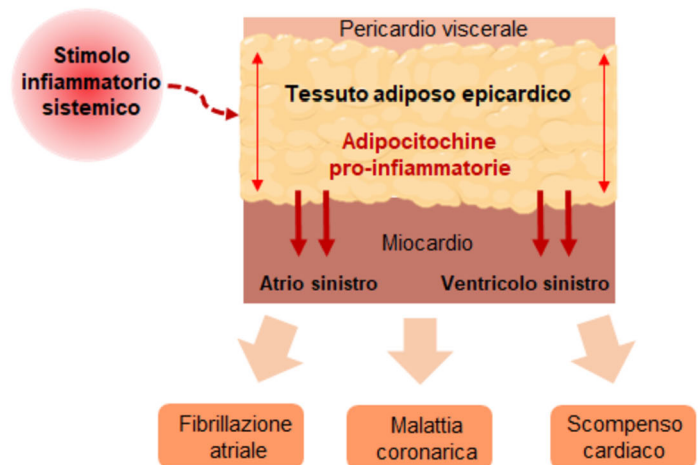 Pericardio viscerale
Stimolo
infiammatorio
sistemico
Tessuto adiposo epicardico
Adipocitochine
pro-infiammatorie
Miocardio
Atrio sinistro
Ventricolo sinistro
Fibrillazione
atriale
Malattia
coronarica
Scompenso
cardiaco